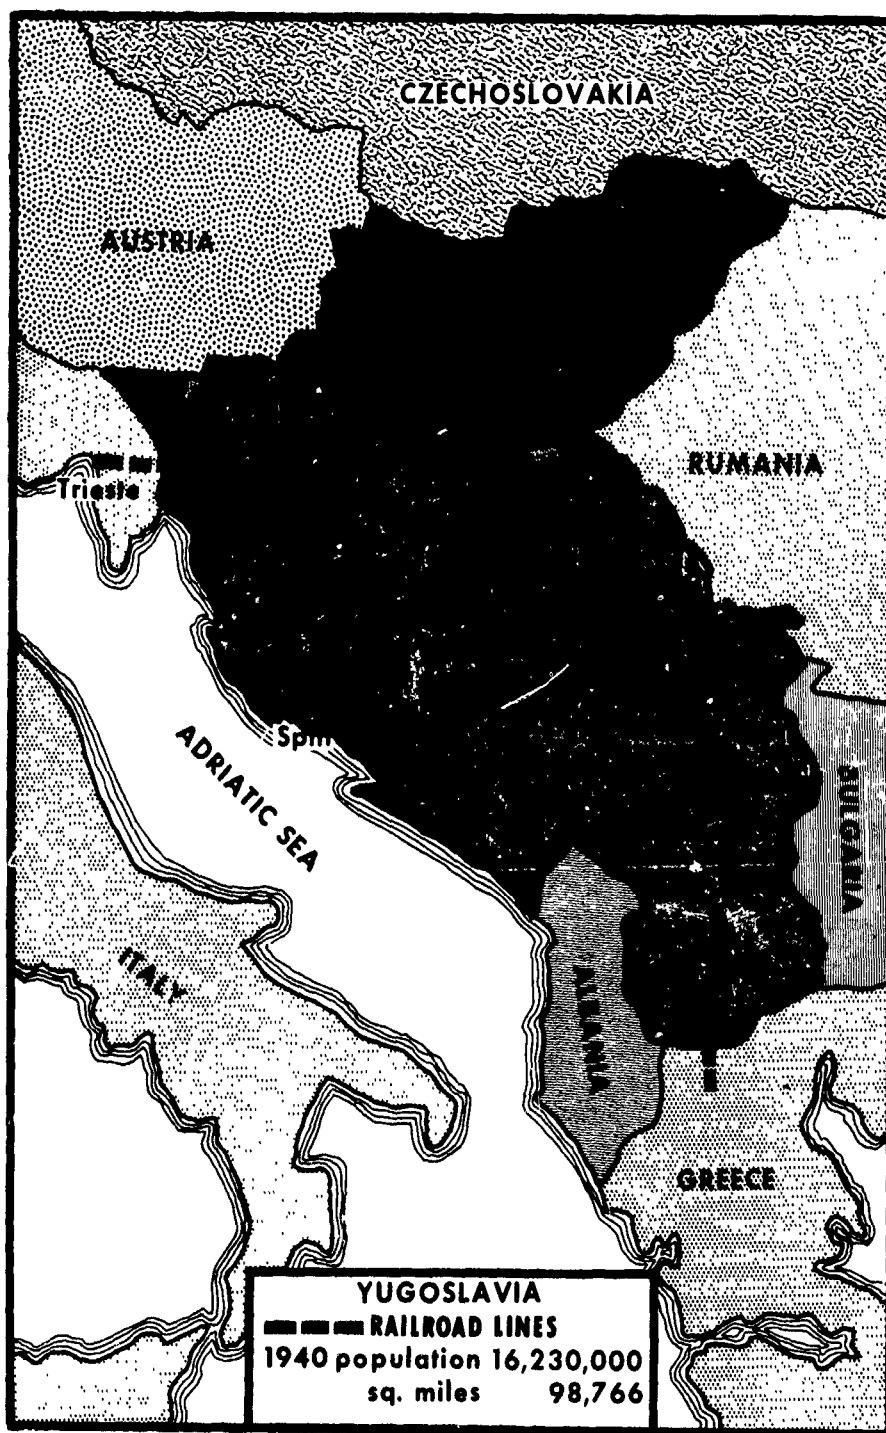 CZECHOSLOVAKIA
AUSTRIA
RUMANIA
Trieste
ADRIATIC SEA
BULGARIA
ITALY
ALBANIA
GREECE
YUGOSLAVIA
RAILROAD LINES
1940 population 16,230,000
sq. miles 98,766